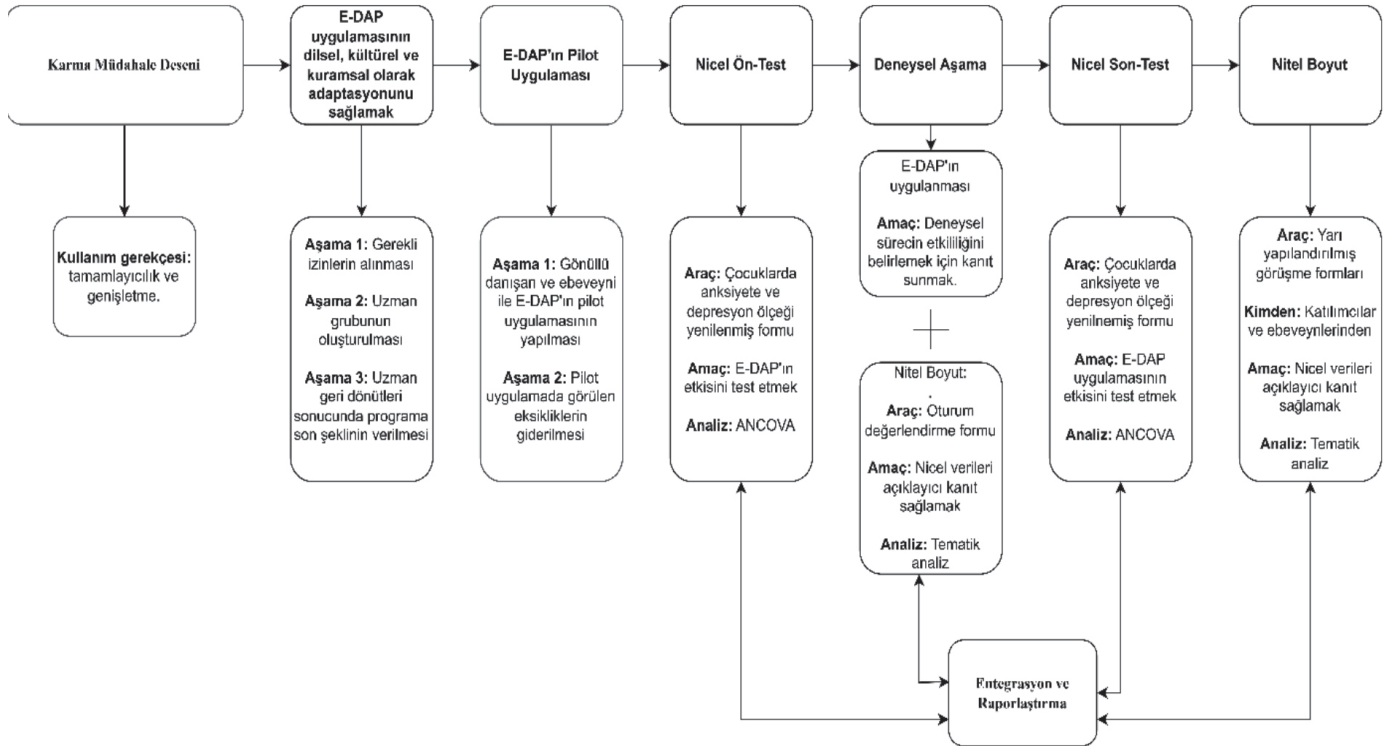 Karma Müdahale Deseni
E-DAP
uygulamasının
dilsel, kültürel ve
kuramsal olarak
adaptasyonunu
sağlamak
E-DAP'ın Pilot
Uygulaması
Nicel Ön-Test
Deneysel Aşama
Nicel Son-Test
Nitel Boyut
Kullanım gerekçesi:
tamamlayıcılık ve
genişletme.
Aşama 1: Gerekli
izinlerin alınması
Aşama 2: Uzman
grubunun
oluşturulması
Aşama 3: Uzman
geri dönütleri
sonucunda programa
son şeklinin verilmesi
Aşama 1: Gönüllü
danışan ve ebeveyni
ile E-DAP'ın pilot
uygulamasının
yapılması
Aşama 2: Pilot
uygulamada görülen
eksikliklerin
giderilmesi
Araç: Çocuklarda
anksiyete ve
depresyon ölçeği
yenilenmiş formu
Amaç: E-DAP'ın
etkisini test etmek
Analiz: ANCOVA
E-DAP'ın
uygulanması
Amaç: Deneysel
sürecin etkililiğini
belirlemek için kanıt
sunmak.
Nitel Boyut:
.
Araç: Oturum
değerlendirme formu
Amaç: Nicel verileri
açıklayıcı kanıt
sağlamak
Analiz: Tematik
analiz
Araç: Çocuklarda
anksiyete ve
depresyon ölçeği
yenilnemiş formu
Amaç: E-DAP
uygulamasının
etkisini test etmek
Analiz: ANCOVA
Araç: Yarı
yapılandırılmış
görüşme formları
Kimden: Katılımcılar
ve ebeveynlerinden
Amaç: Nicel verileri
açıklayıcı kanıt
sağlamak
Analiz: Tematik
analiz
Entegrasyon ve
Raporlaştırma